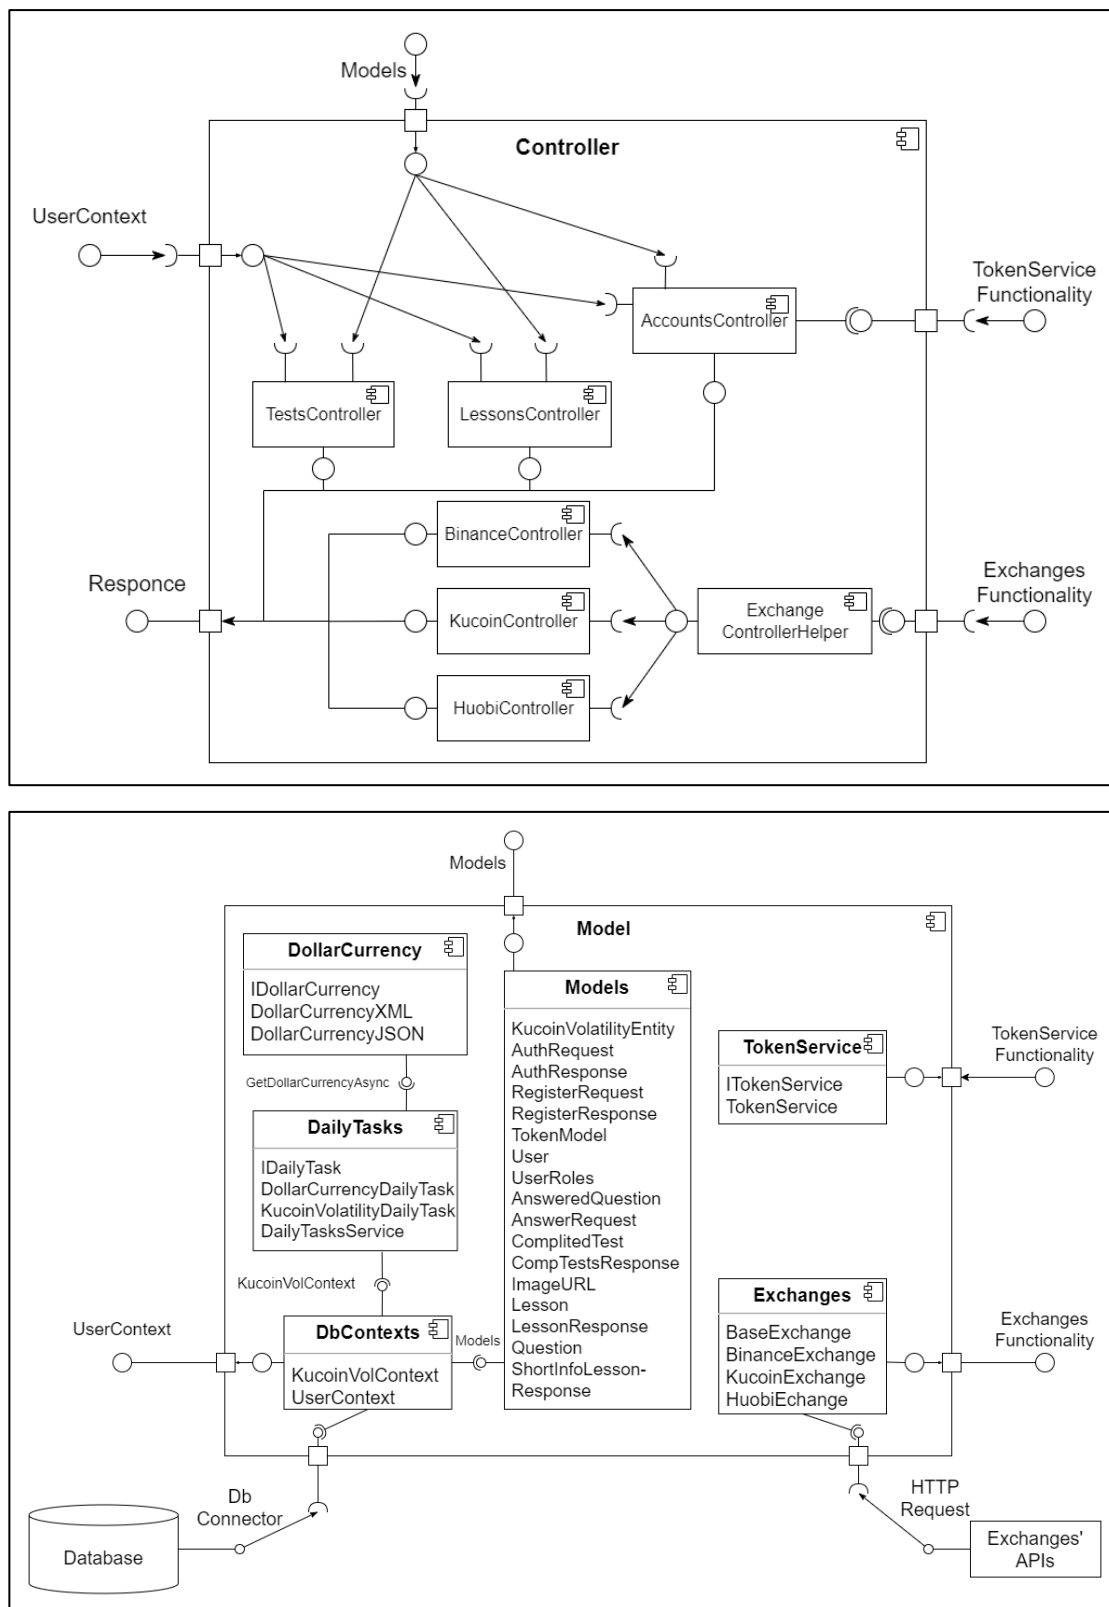 Models
Controller
UserContext
TokenService
Functionality
AccountsController
TestsController
LessonsController
BinanceController
Responce
KucoinController
Exchange
ControllerHelper
Exchanges
Functionality
HuobiController
Models
Model
DollarCurrency
IDollarCurrency
DollarCurrencyXML
DollarCurrencyJSON
GetDollarCurrencyAsync
DailyTasks
IDailyTask
DollarCurrencyDailyTask
KucoinVolatilityDailyTask
DailyTasksService
KucoinVolContext
UserContext
DbContexts
KucoinVolContext
UserContext
Models
Models
KucoinVolatilityEntity
AuthRequest
AuthResponse
RegisterRequest
RegisterResponse
TokenModel
User
UserRoles
AnsweredQuestion
AnswerRequest
ComplitedTest
CompTestsResponse
ImageURL
Lesson
LessonResponse
Question
ShortInfoLesson-
Response
TokenService
ITokenService
TokenService
TokenService
Functionality
Exchanges
BaseExchange
BinanceExchange
KucoinExchange
HuobiEchange
Exchanges
Functionality
Db
Connector
Database
HTTP
Request
Exchanges'
APIs